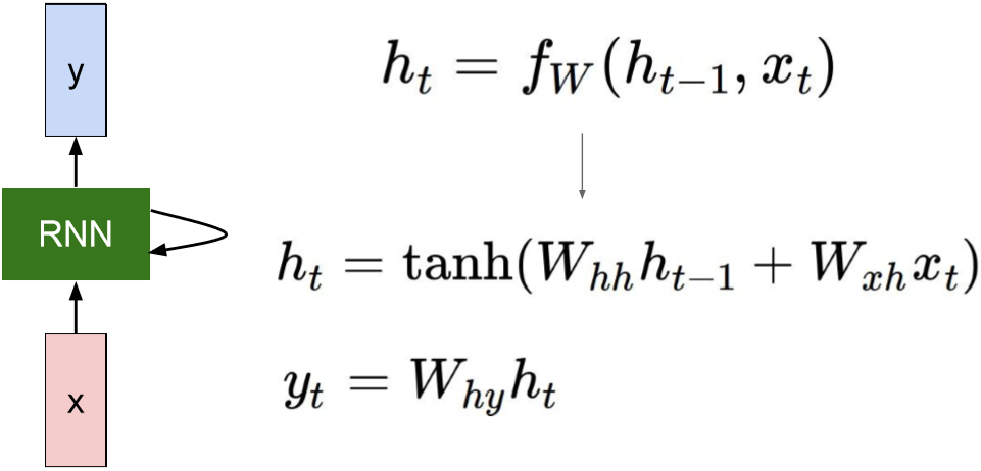 y
RNN
x
h_t = f_W(h_{t-1}, x_t)
h_t = tanh(W_{hh}h_{t-1} + W_{xh}x_t)
y_t = W_{hy}h_t